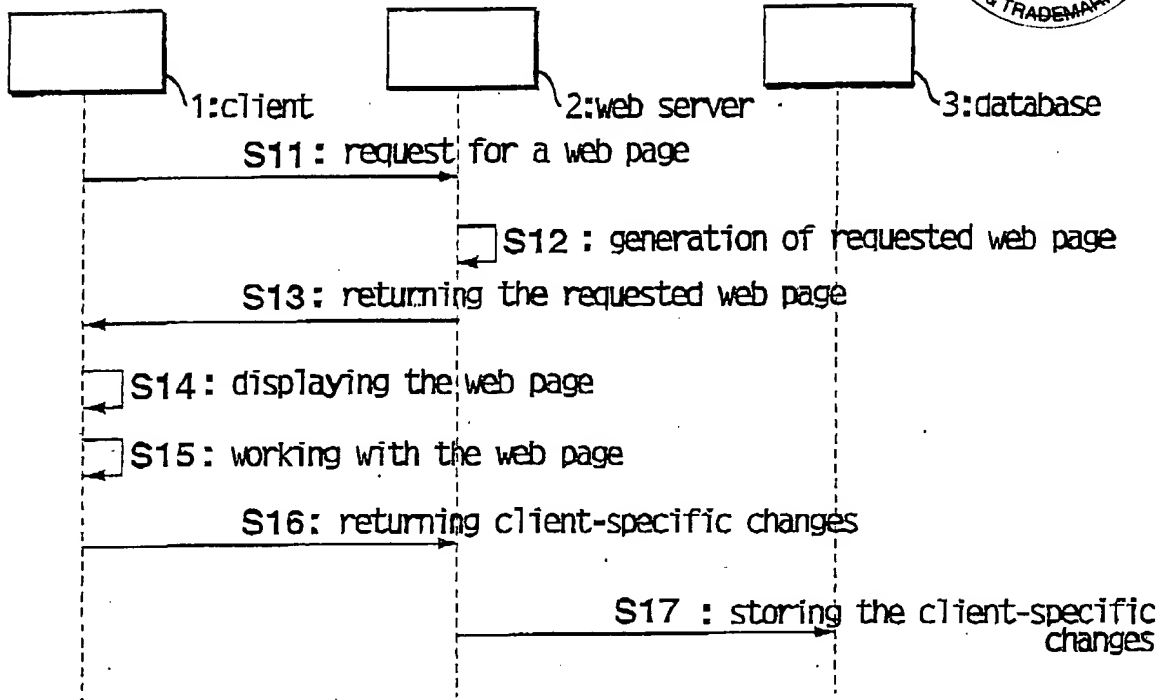 & TRADEMARK
1:client
2:web server
3:database
S11: request for a web page
S12: generation of requested web page
S13: returning the requested web page
S14: displaying the web page
S15: working with the web page
S16: returning client-specific changes
S17: storing the client-specific
changes